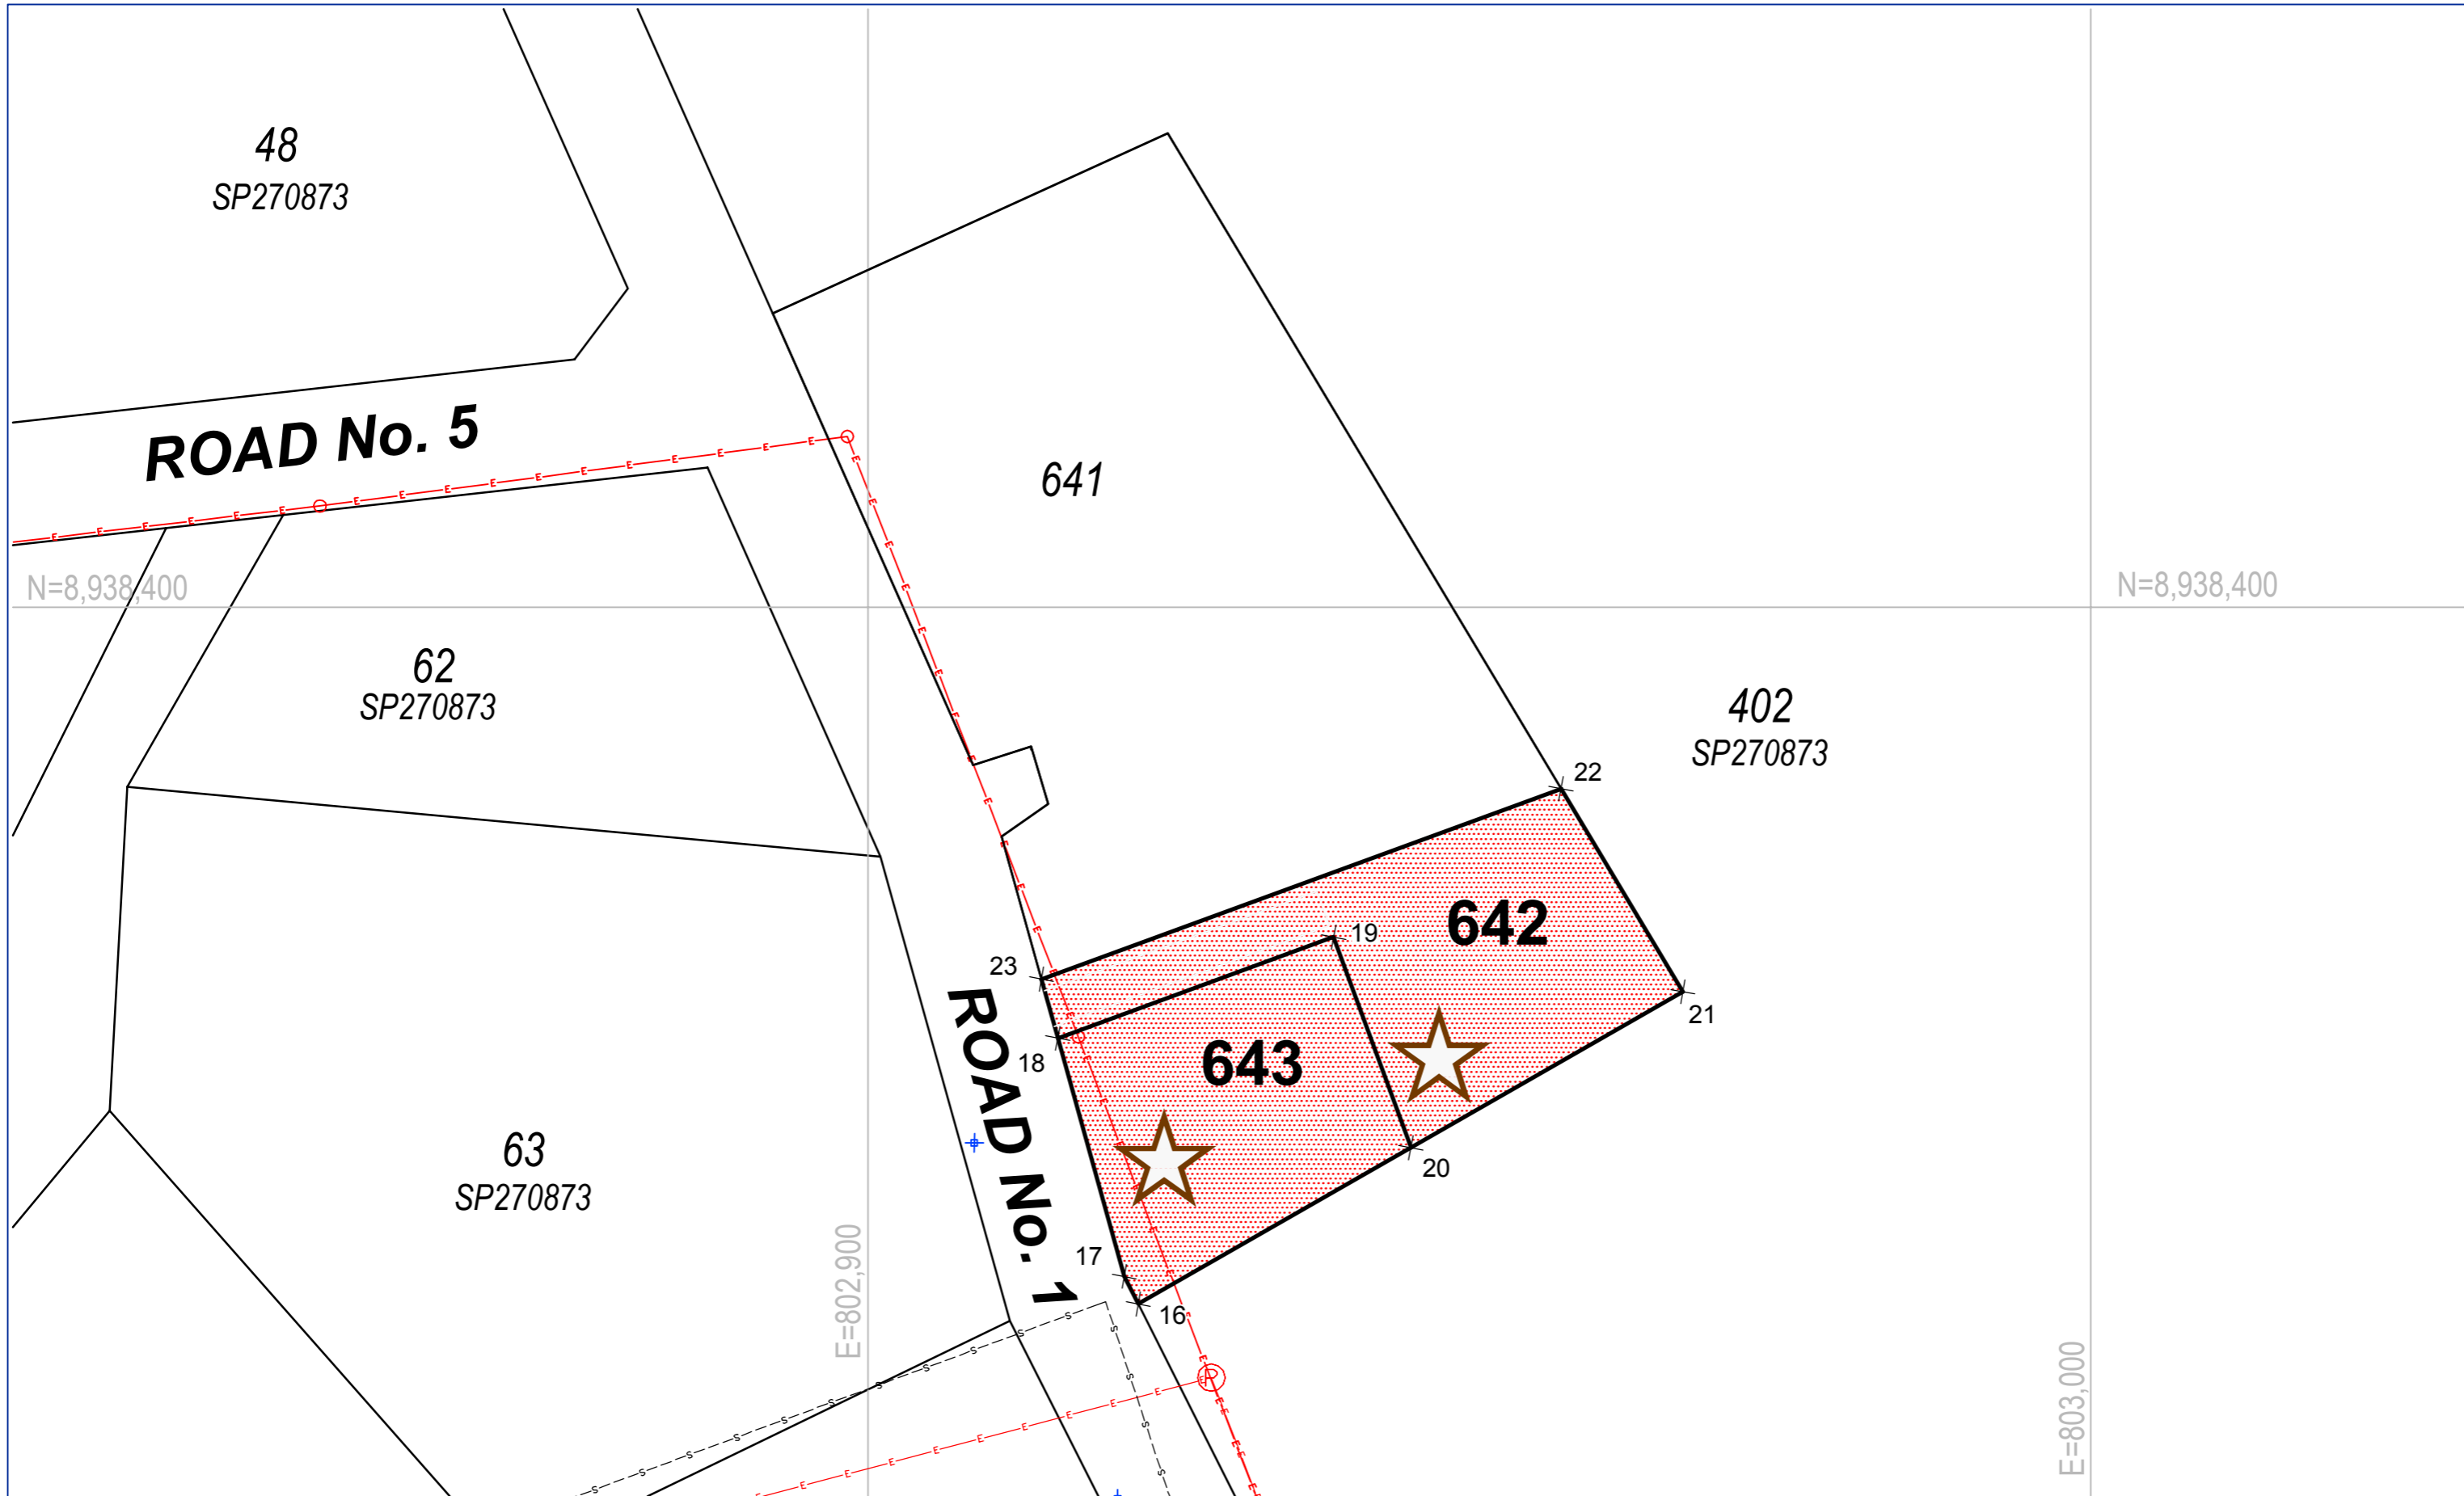 48
SP270873
ROAD No. 5
641
N=8,938,400
N=8,938,400
62
SP270873
402
SP270873
22
642
19
23
21
643
18
ROAD No. 1
63
SP270873
20
17
16
E=802,900
E=803,000
P